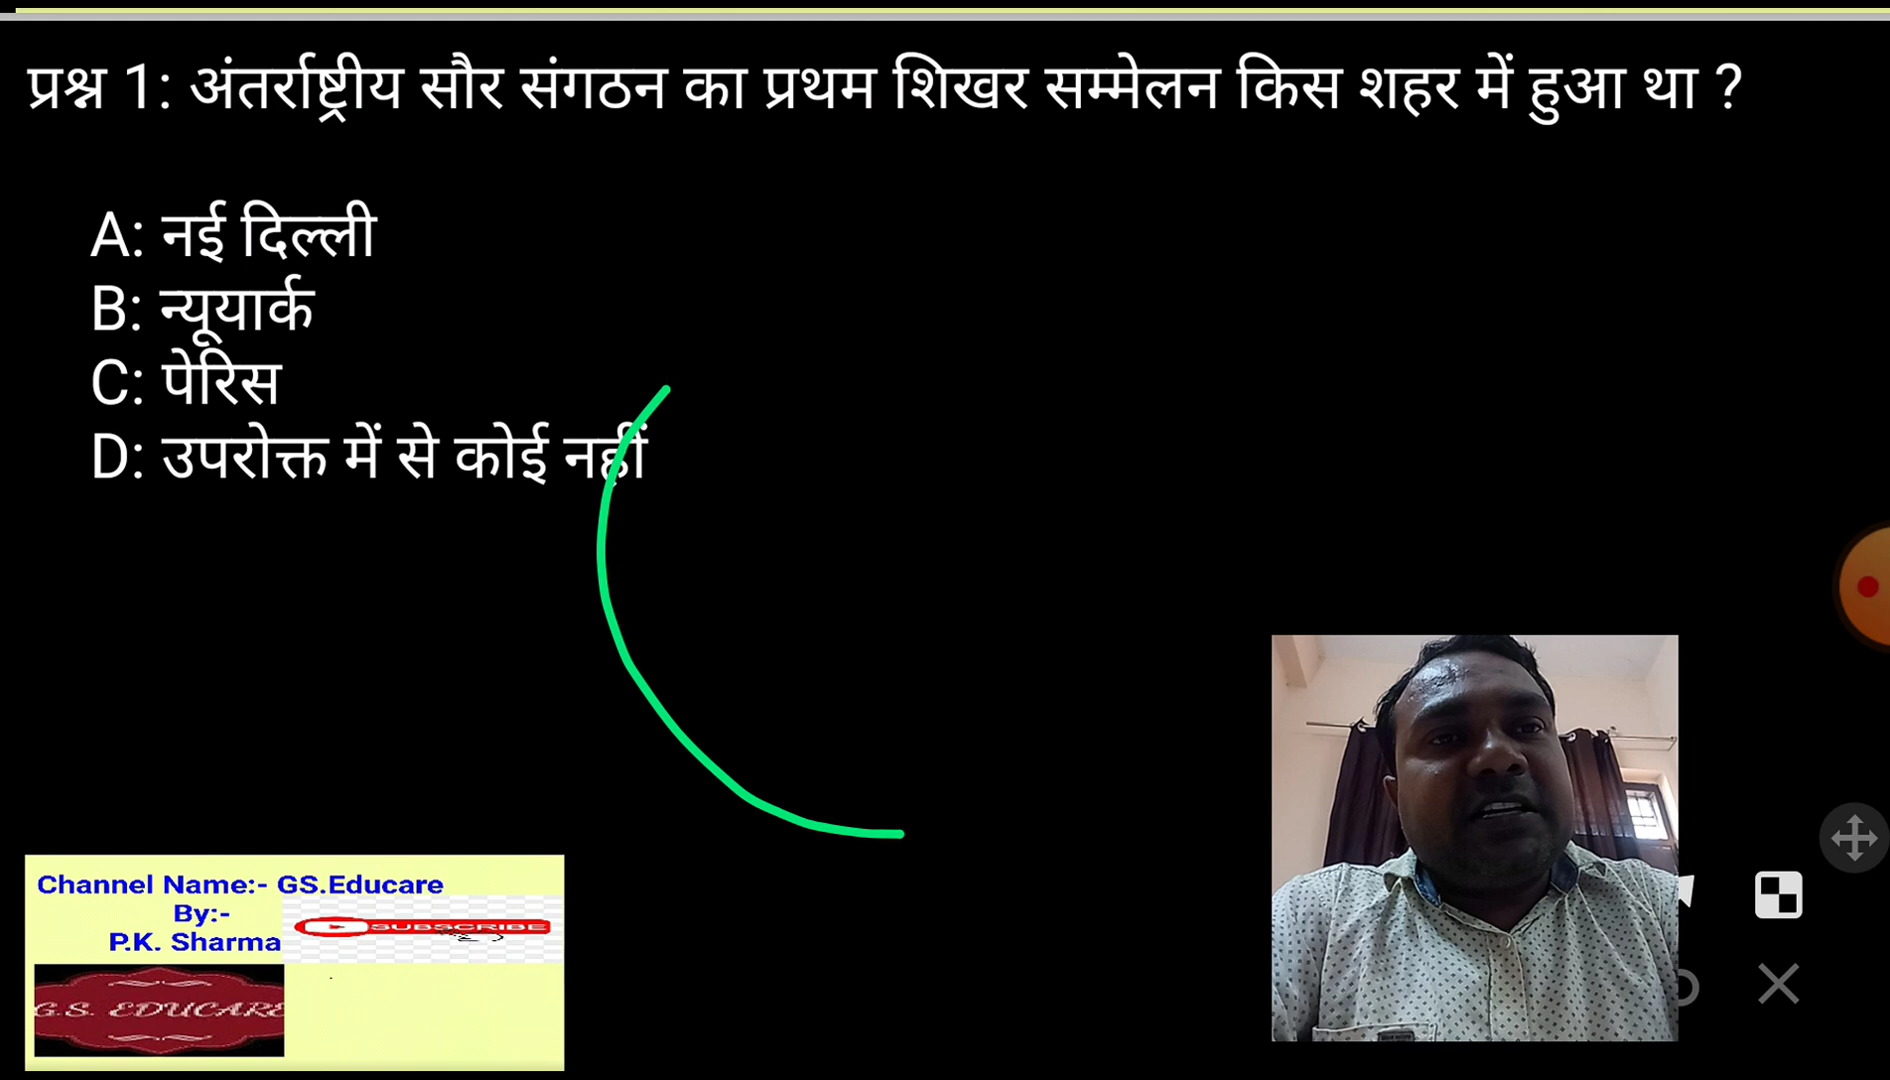 प्रश्न 1: अंतर्राष्ट्रीय सौर संगठन का प्रथम शिखर सम्मेलन किस शहर में हुआ था ?
A: नई दिल्ली
B: न्यूयार्क
C: पेरिस
D: उपरोक्त में से कोई नहीं
Channel Name:- GS.Educare
By:-
P.K. Sharma
SUBSCRIBE
G.S. EDUCARE